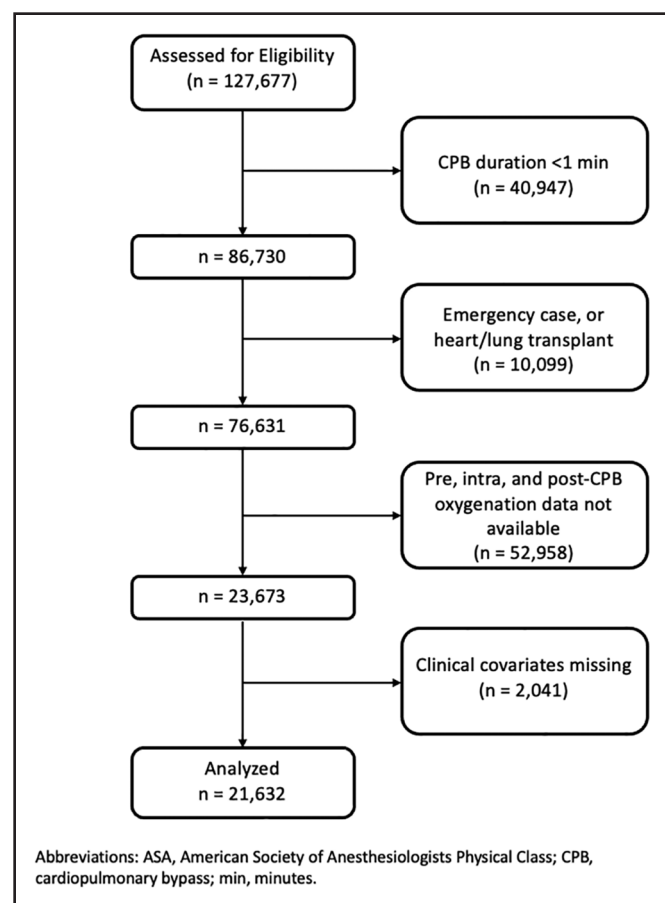 Assessed for Eligibility
(n = 127,677)
CPB duration <1 min
(n = 40,947)
n = 86,730
Emergency case, or
heart/lung transplant
(n = 10,099)
n = 76,631
Pre, intra, and post-CPB
oxygenation data not
available
(n = 52,958)
n = 23,673
Clinical covariates missing
(n = 2,041)
Analyzed
n = 21,632
Abbreviations: ASA, American Society of Anesthesiologists Physical Class; CPB,
cardiopulmonary bypass; min, minutes.